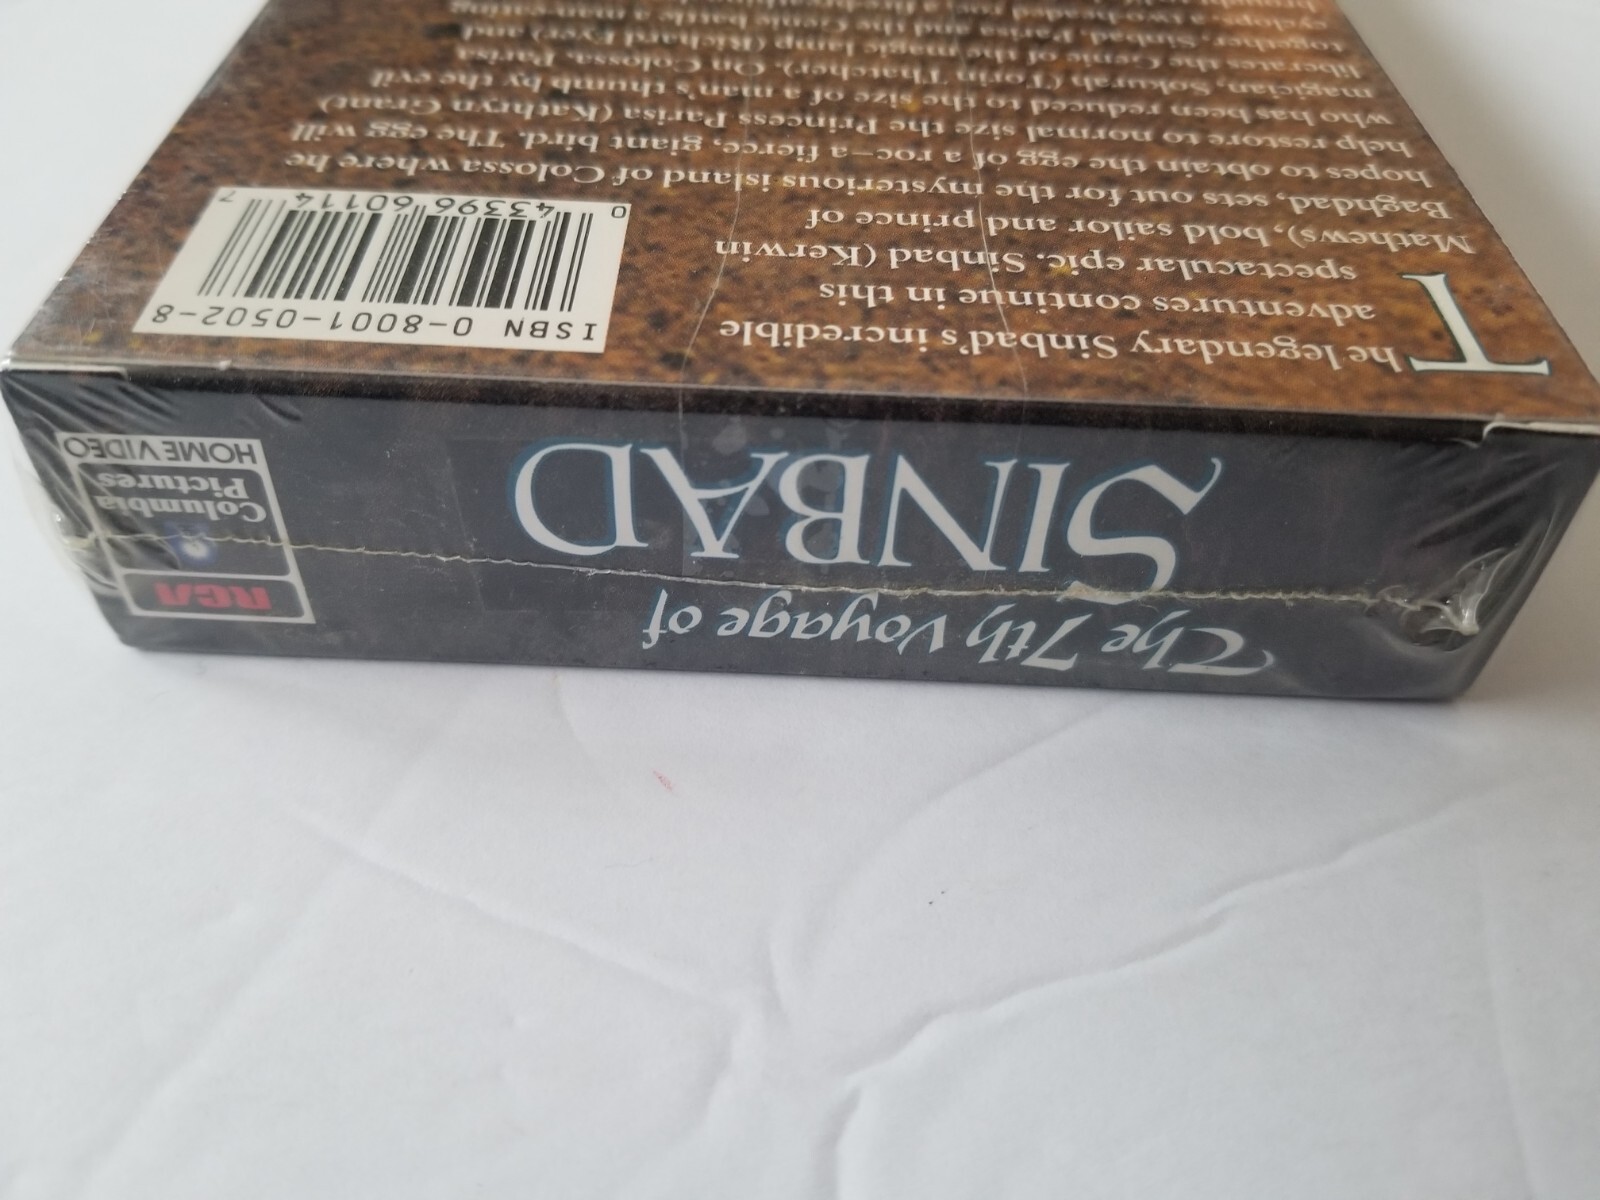 The legendary Sinbad's incredible
adventures continue in this
spectacular epic. Sinbad (Kerwin
Mathews), bold sailor and prince of
Baghdad, sets out for the mysterious island of Colossa where he
hopes to obtain the egg of a roc—a fierce, giant bird. The egg will
help restore to normal size the Princess Parisa (Kathryn Grant)
who has been reduced to the size of a man's thumb by the evil
magician, Sokurah (Torin Thatcher). On Colossa, Parisa
liberates the Genie of the magic lamp (Richard Eyer) and
together Sinbad, Parisa and the Genie battle a
ISBN 0-8001-0502-8
0 43396 60114 7
The 7th Voyage of
SINBAD
RCA
Columbia
Pictures
HOME VIDEO